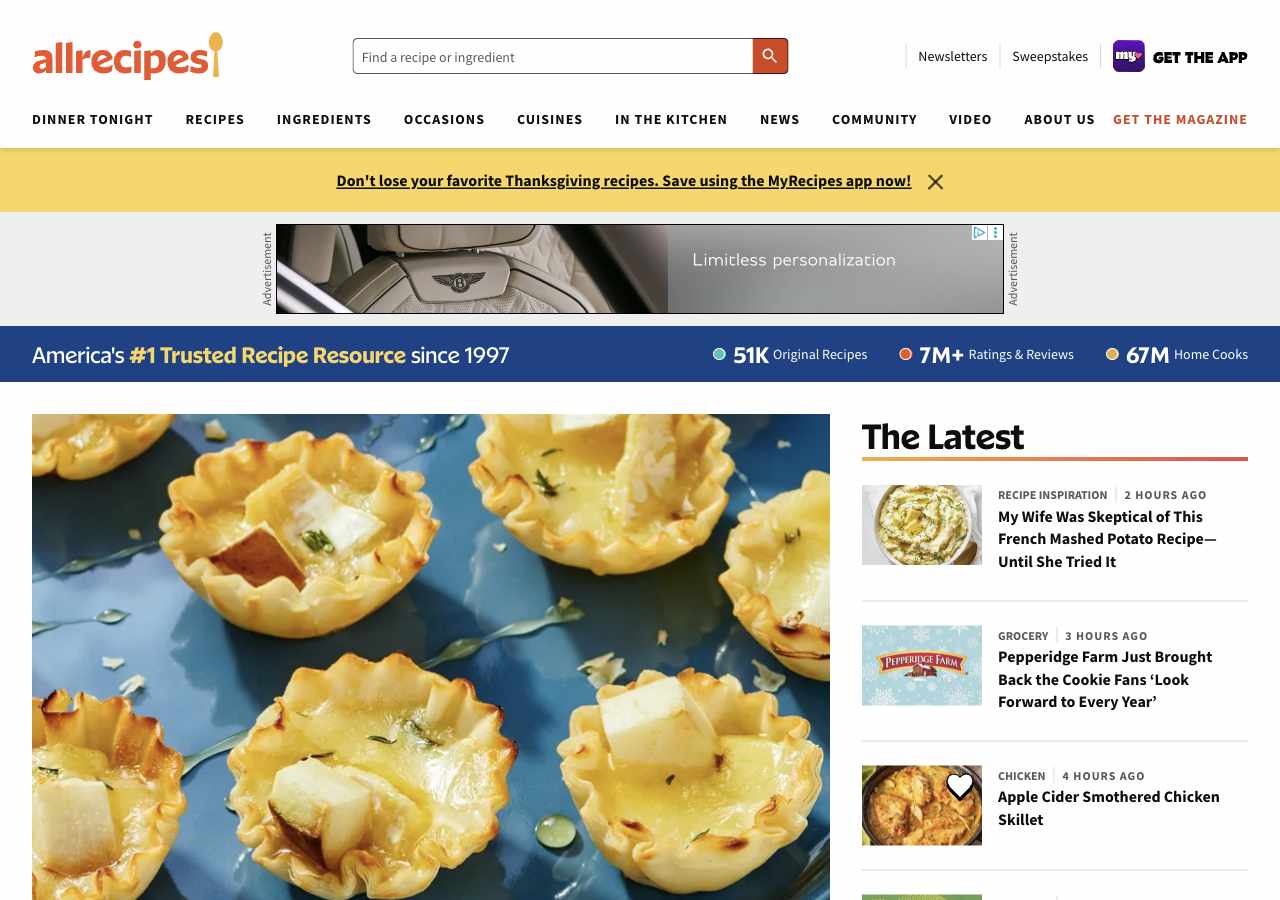 allrecipes
Find a recipe or ingredient
Newsletters
Sweepstakes
my
GET THE APP
DINNER TONIGHT
RECIPES
INGREDIENTS
OCCASIONS
CUISINES
IN THE KITCHEN
NEWS
COMMUNITY
VIDEO
ABOUT US
GET THE MAGAZINE
Don't lose your favorite Thanksgiving recipes. Save using the MyRecipes app now!
Advertisement
B
Limitless personalization
Advertisement
America's #1 Trusted Recipe Resource since 1997
51K Original Recipes
7M+ Ratings & Reviews
67M Home Cooks
The Latest
RECIPE INSPIRATION
2 HOURS AGO
My Wife Was Skeptical of This
French Mashed Potato Recipe—
Until She Tried It
GROCERY
3 HOURS AGO
PEPPERIDGE FARM
Pepperidge Farm Just Brought
Back the Cookie Fans ‘Look
Forward to Every Year’
CHICKEN
4 HOURS AGO
Apple Cider Smothered Chicken
Skillet